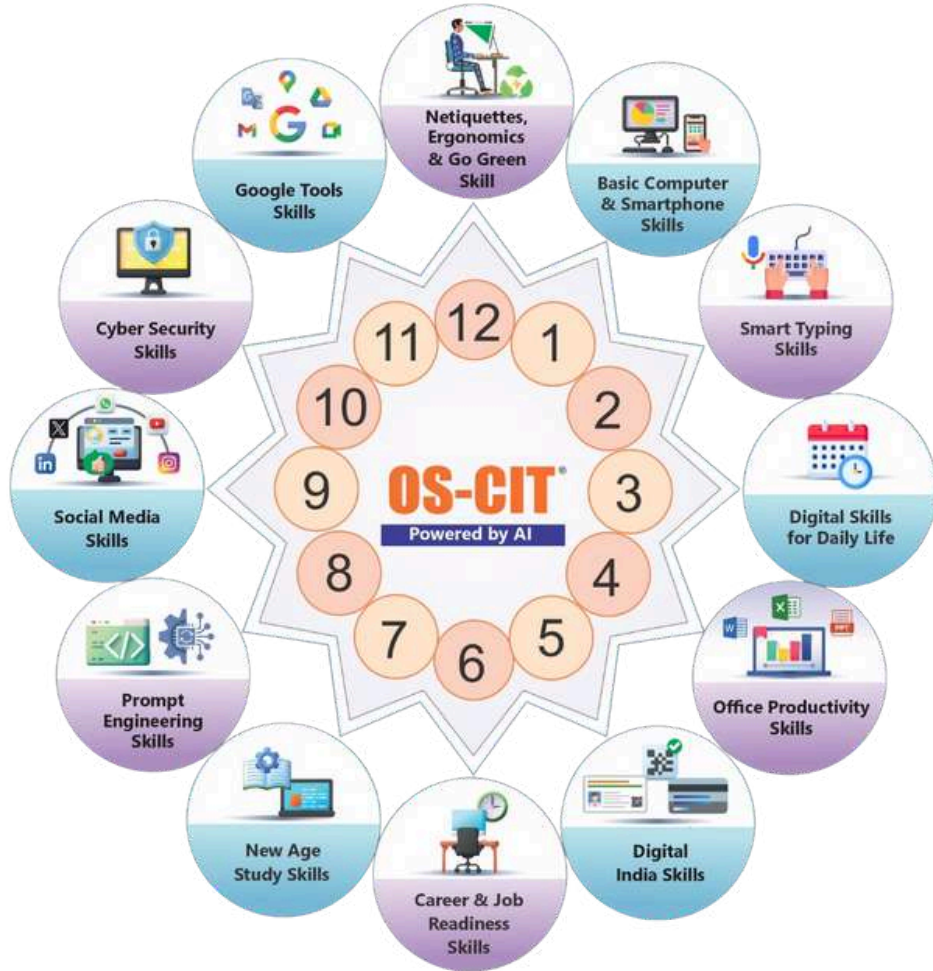 Netiquettes,
Ergonomics
& Go Green
Skill
Basic Computer
& Smartphone
Skills
Smart Typing
Skills
Digital Skills
for Daily Life
Office Productivity
Skills
Digital
India Skills
Career & Job
Readiness
Skills
New Age
Study Skills
Prompt
Engineering
Skills
Social Media
Skills
Cyber Security
Skills
Google Tools
Skills
12
1
2
3
4
5
6
7
8
9
10
11
OS-CIT®
Powered by AI